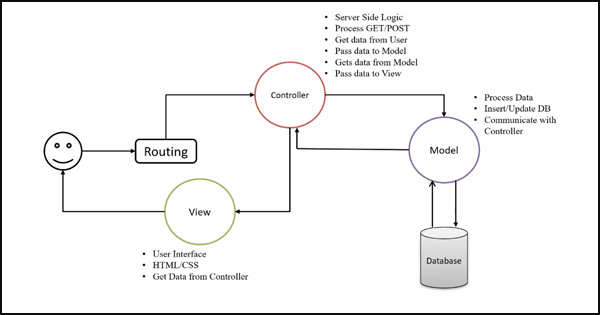 • Server Side Logic
• Process GET/POST
• Get data from User
• Pass data to Model
• Gets data from Model
• Pass data to View
Controller
• Process Data
• Insert/Update DB
• Communicate with
Controller
Routing
Model
View
• User Interface
• HTML/CSS
• Get Data from Controller
Database